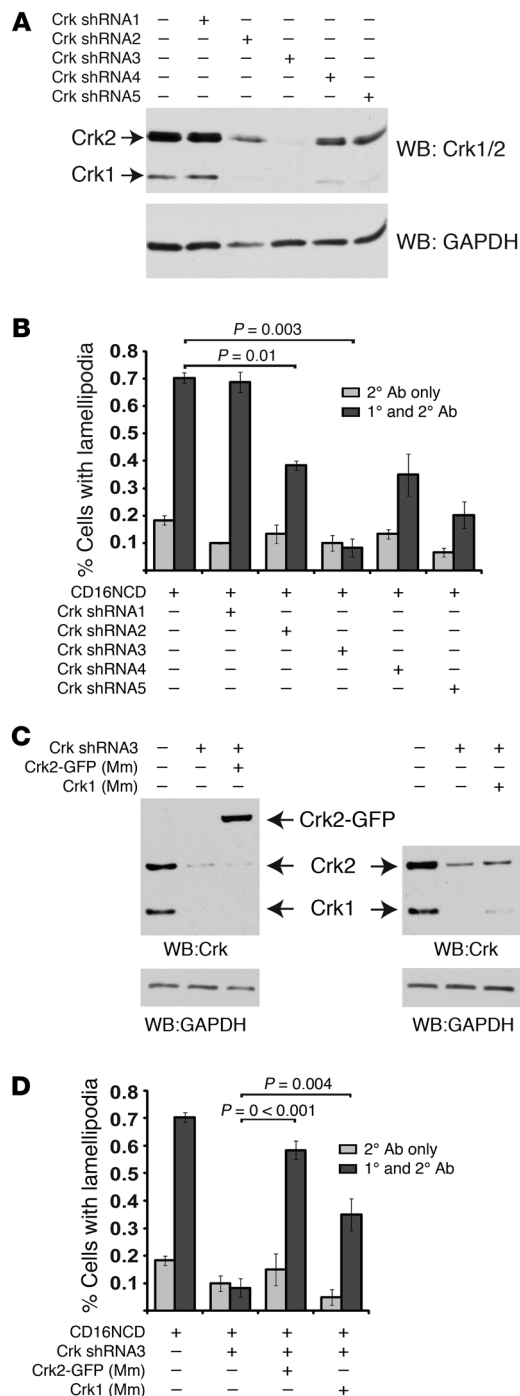 A
Crk shRNA1 – + – – – –
Crk shRNA2 – – + – – –
Crk shRNA3 – – – + – –
Crk shRNA4 – – – – + –
Crk shRNA5 – – – – – +
Crk2
WB: Crk1/2
Crk1
WB: GAPDH
B
P = 0.003
P = 0.01
% Cells with lamellipodia
0.8
0.7
0.6
0.5
0.4
0.3
0.2
0.1
2° Ab only
1° and 2° Ab
CD16NCD + + + + + +
Crk shRNA1 – + – – – –
Crk shRNA2 – – + – – –
Crk shRNA3 – – – + – –
Crk shRNA4 – – – – + –
Crk shRNA5 – – – – – +
C
Crk shRNA3 – + + – + +
Crk2-GFP (Mm) – – + – – –
Crk1 (Mm) – – – – – +
Crk2-GFP
Crk2
Crk1
WB:Crk WB:Crk
WB:GAPDH WB:GAPDH
D
P = 0.004
P = 0 < 0.001
% Cells with lamellipodia
0.8
0.7
0.6
0.5
0.4
0.3
0.2
0.1
2° Ab only
1° and 2° Ab
CD16NCD + + + +
Crk shRNA3 – + + +
Crk2-GFP (Mm) – – + –
Crk1 (Mm) – – – +